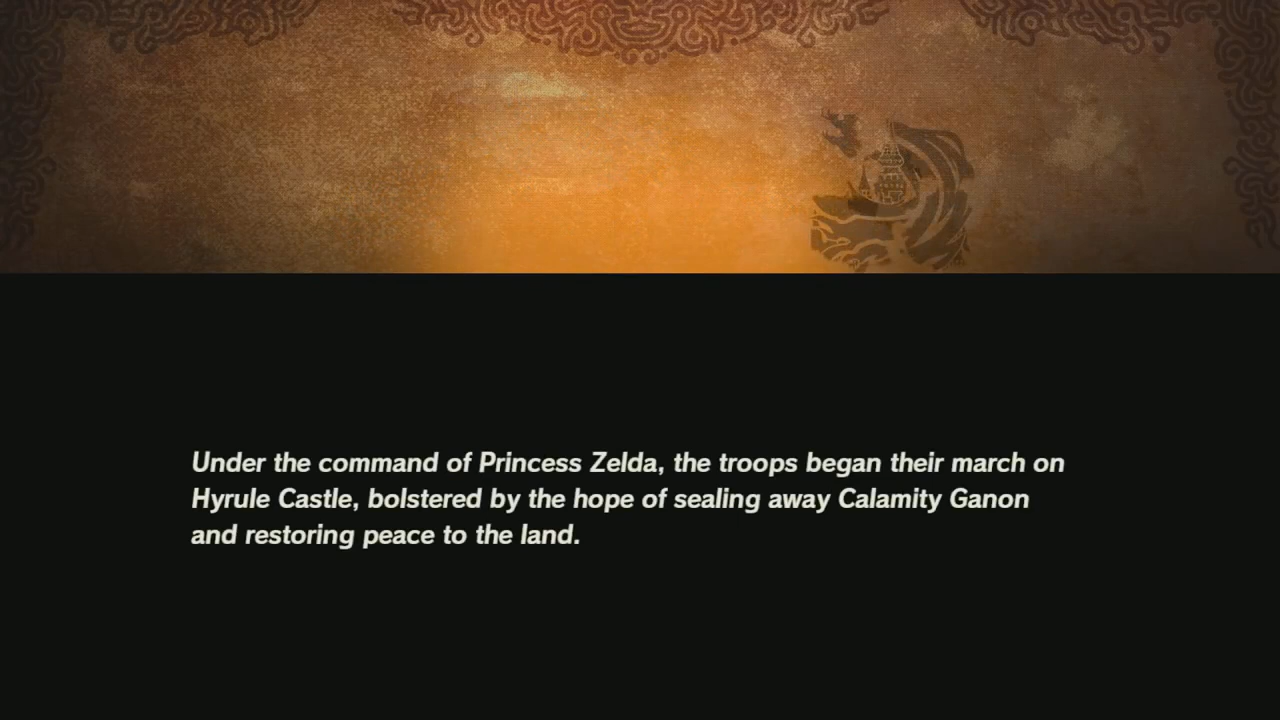 Under the command of Princess Zelda, the troops began their march on
Hyrule Castle, bolstered by the hope of sealing away Calamity Ganon
and restoring peace to the land.